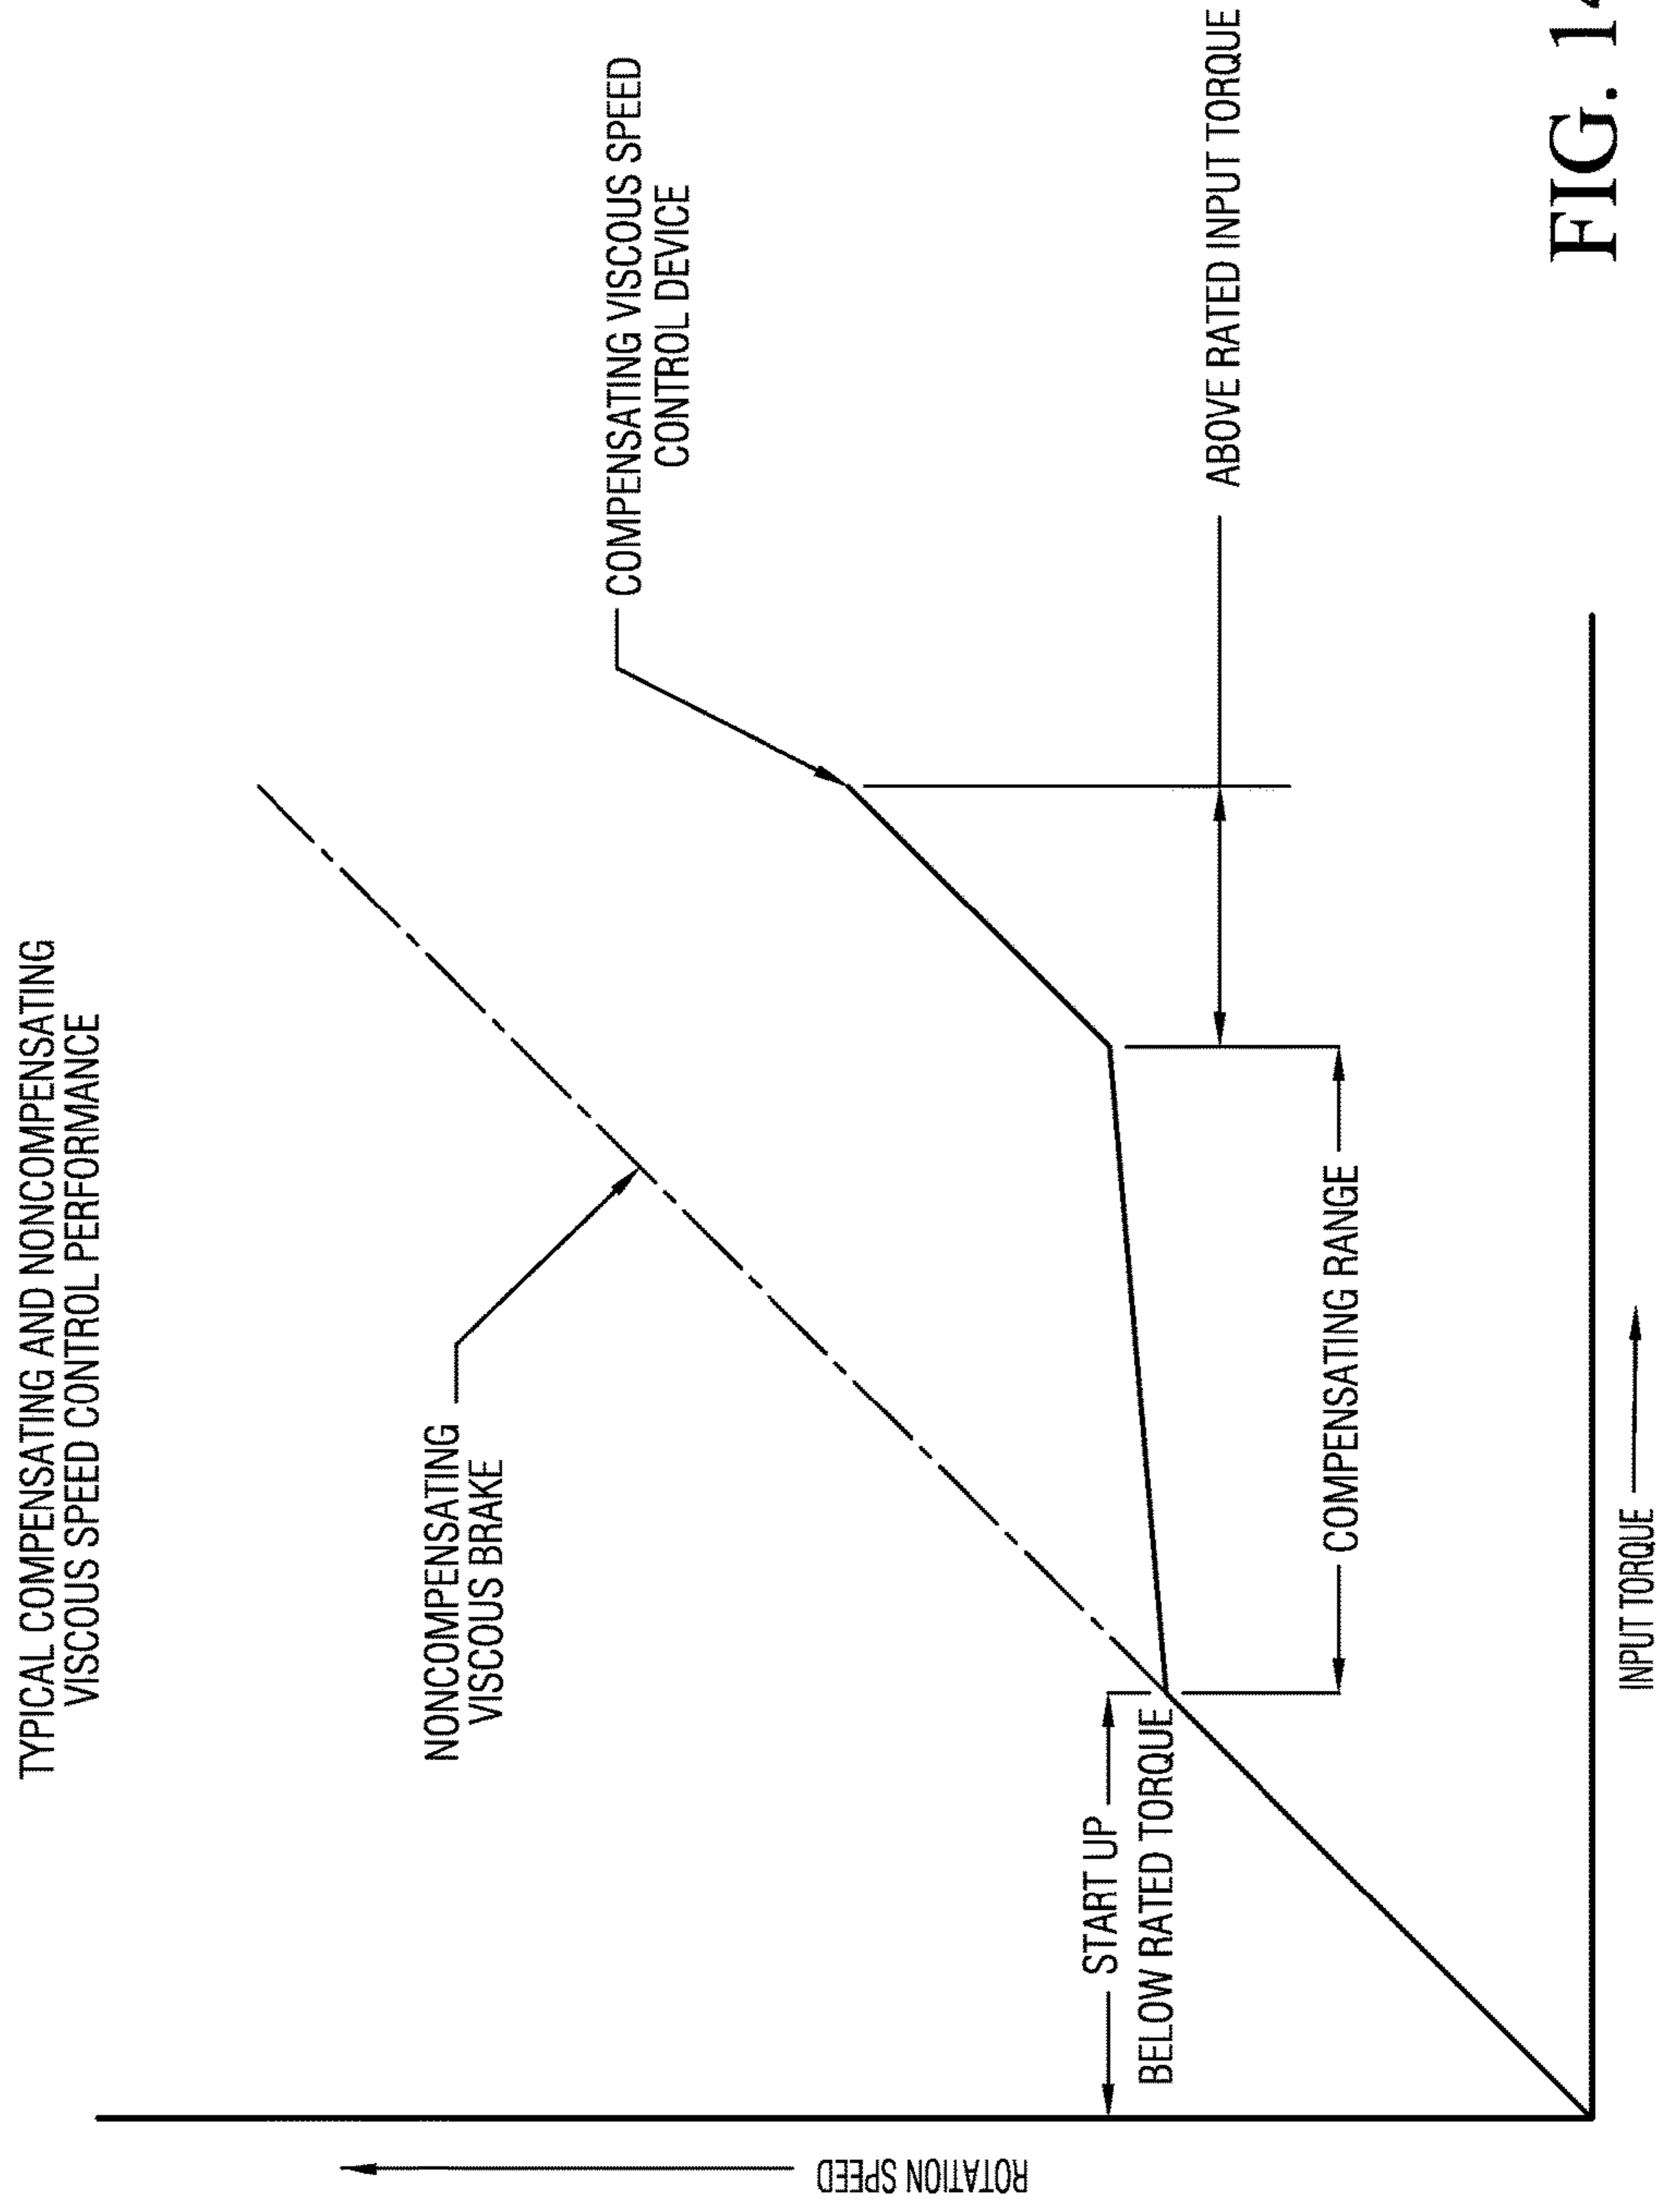 TYPICAL COMPENSATING AND NONCOMPENSATING
VISCOUS SPEED CONTROL PERFORMANCE
NONCOMPENSATING
VISCOUS BRAKE
COMPENSATING VISCOUS SPEED
CONTROL DEVICE
START UP
BELOW RATED TORQUE
ABOVE RATED INPUT TORQUE
COMPENSATING RANGE
ROTATION SPEED
INPUT TORQUE
FIG. 14